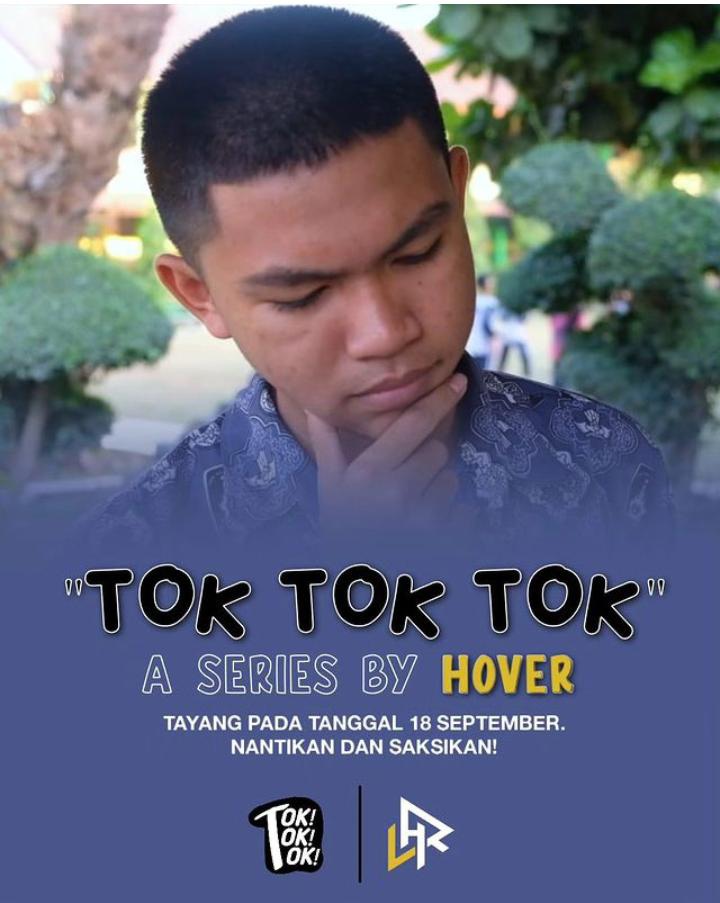 "TOK TOK TOK"
A SERIES BY HOVER
TAYANG PADA TANGGAL 18 SEPTEMBER.
NANTIKAN DAN SAKSIKAN!
TOK!
OK!
OK!